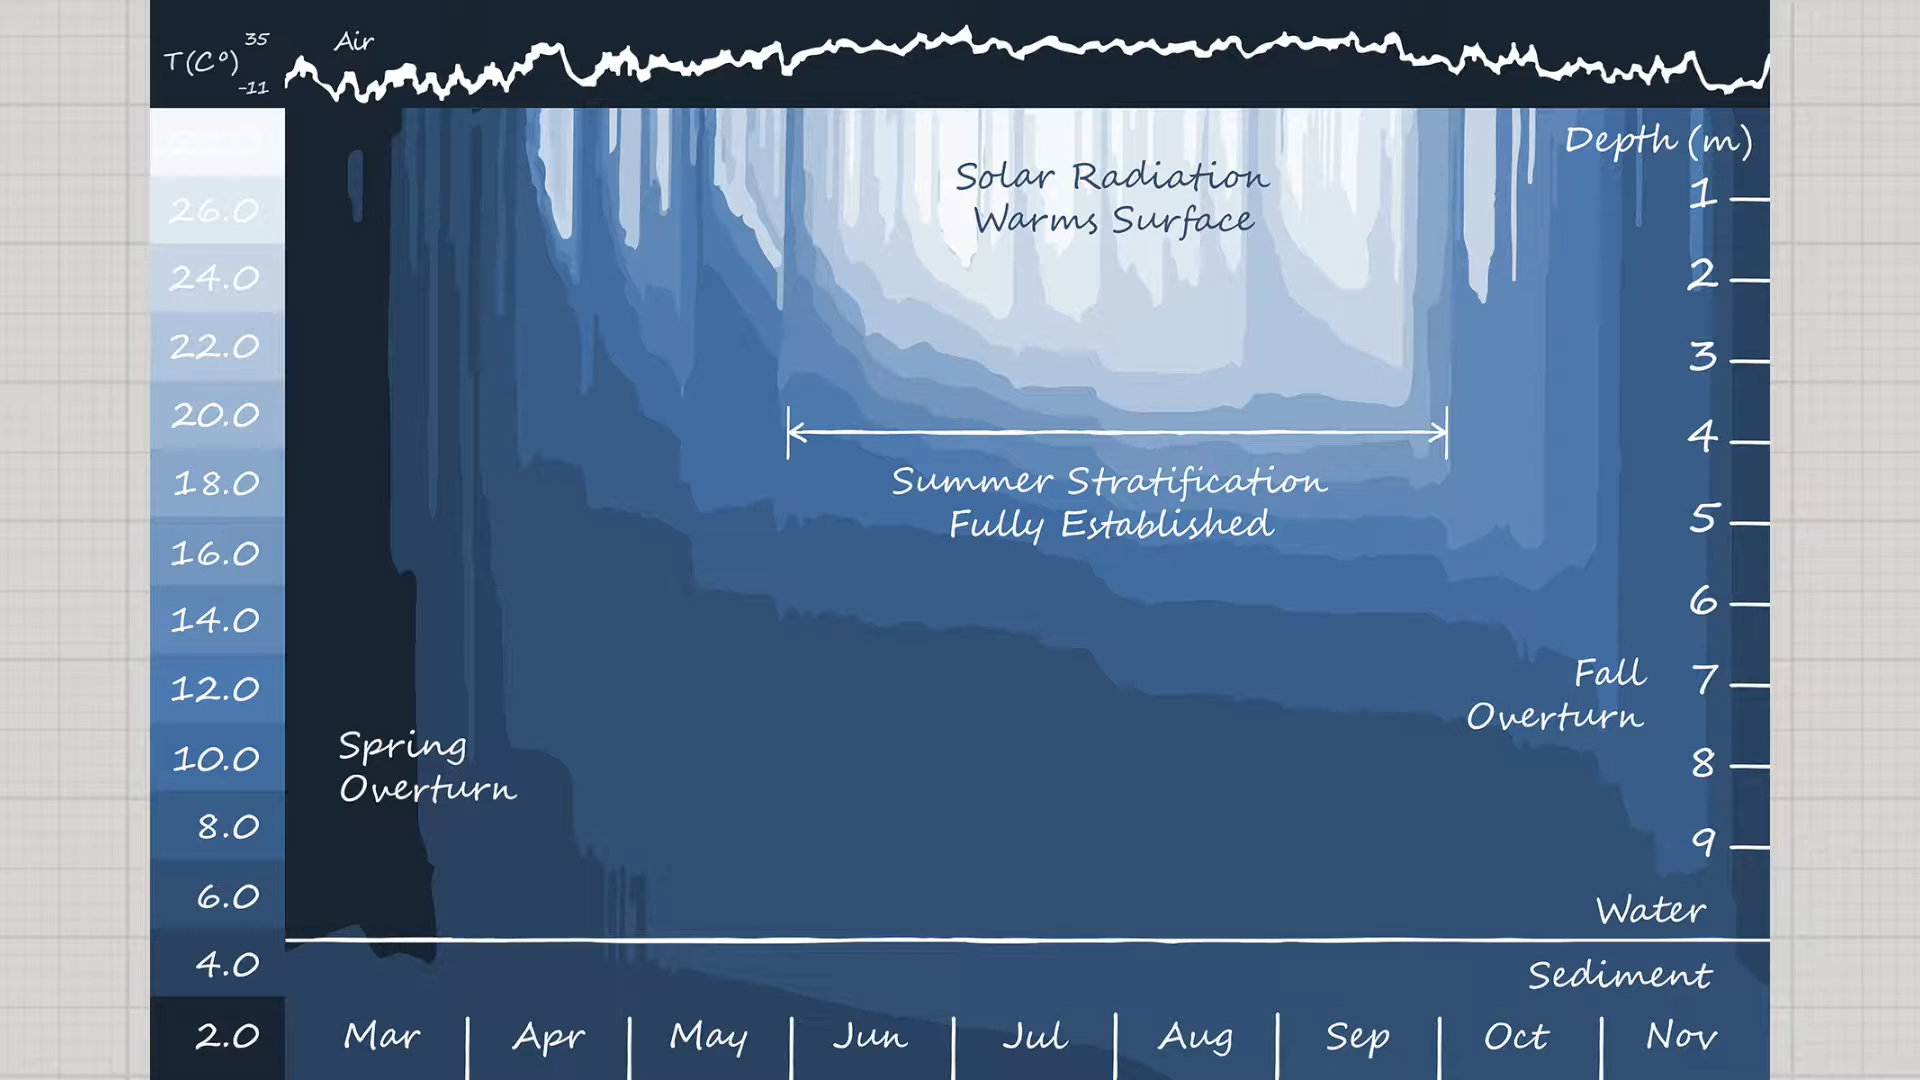 T(C°)
35
-11
Air
26.0
24.0
22.0
20.0
18.0
16.0
14.0
12.0
10.0
8.0
6.0
4.0
2.0
Solar Radiation
Warms Surface
Summer Stratification
Fully Established
Spring
Overturn
Fall
Overturn
Depth (m)
1
2
3
4
5
6
7
8
9
Water
Sediment
Mar
Apr
May
Jun
Jul
Aug
Sep
Oct
Nov